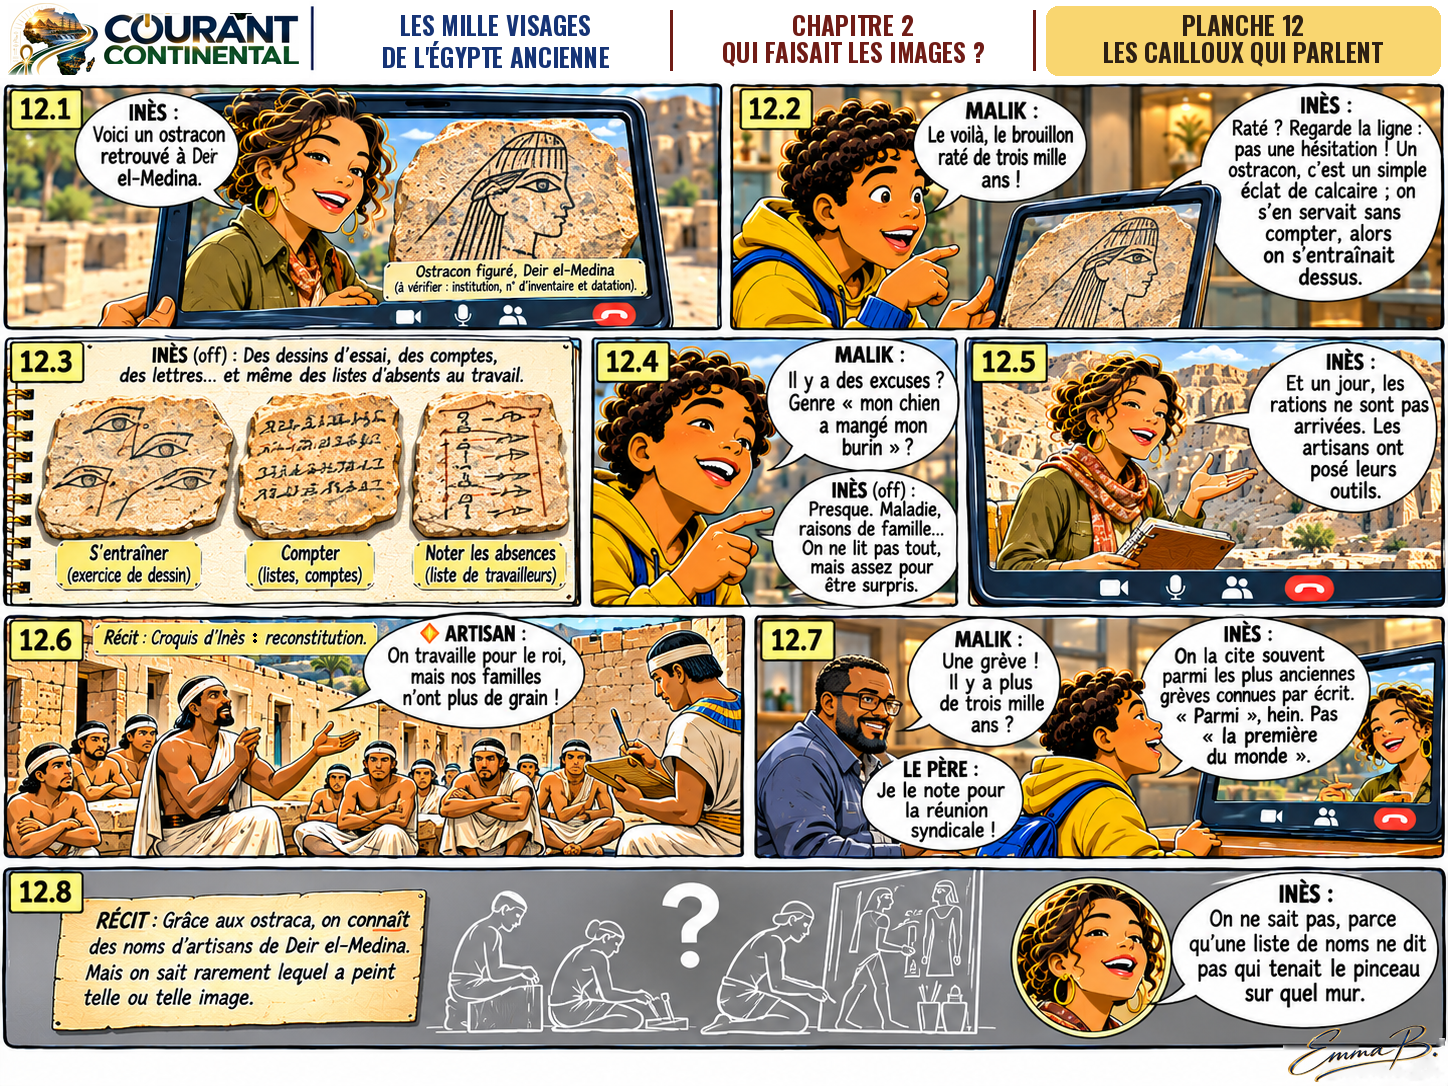 COURANT
CONTINENTAL
LES MILLE VISAGES
DE L'ÉGYPTE ANCIENNE
CHAPITRE 2
QUI FAISAIT LES IMAGES ?
PLANCHE 12
LES CAILLOUX QUI PARLENT
12.1
INÈS :
Voici un ostracon
retrouvé à Deir
el-Medina.
Ostracon figuré, Deir el-Medina
(à vérifier : institution, n° d'inventaire et datation).
12.2
MALIK :
Le voilà, le brouillon
raté de trois mille
ans !
INÈS :
Raté ? Regarde la ligne :
pas une hésitation ! Un
ostracon, c'est un simple
éclat de calcaire ; on
s'en servait sans
compter, alors
on s'entraînait
dessus.
12.3
INÈS (off) : Des dessins d'essai, des comptes,
des lettres... et même des listes d'absents au travail.
S'entraîner
(exercice de dessin)
Compter
(listes, comptes)
Noter les absences
(liste de travailleurs)
12.4
MALIK :
Il y a des excuses ?
Genre « mon chien
a mangé mon
burin » ?
INÈS (off) :
Presque. Maladie,
raisons de famille...
On ne lit pas tout,
mais assez pour
être surpris.
12.5
INÈS :
Et un jour, les
rations ne sont pas
arrivées. Les
artisans ont
posé leurs
outils.
12.6
Récit : Croquis d'Inès : reconstitution.
ARTISAN :
On travaille pour le roi,
mais nos familles
n'ont plus de grain !
12.7
MALIK :
Une grève !
Il y a plus
de trois mille
ans ?
LE PÈRE :
Je le note pour
la réunion
syndicale !
INÈS :
On la cite souvent
parmi les plus anciennes
grèves connues par écrit.
« Parmi », hein. Pas
« la première
du monde ».
12.8
RÉCIT : Grâce aux ostraca, on connaît
des noms d'artisans de Deir el-Medina.
Mais on sait rarement lequel a peint
telle ou telle image.
?
INÈS :
On ne sait pas, parce
qu'une liste de noms ne dit
pas qui tenait le pinceau
sur quel mur.
Emma B.